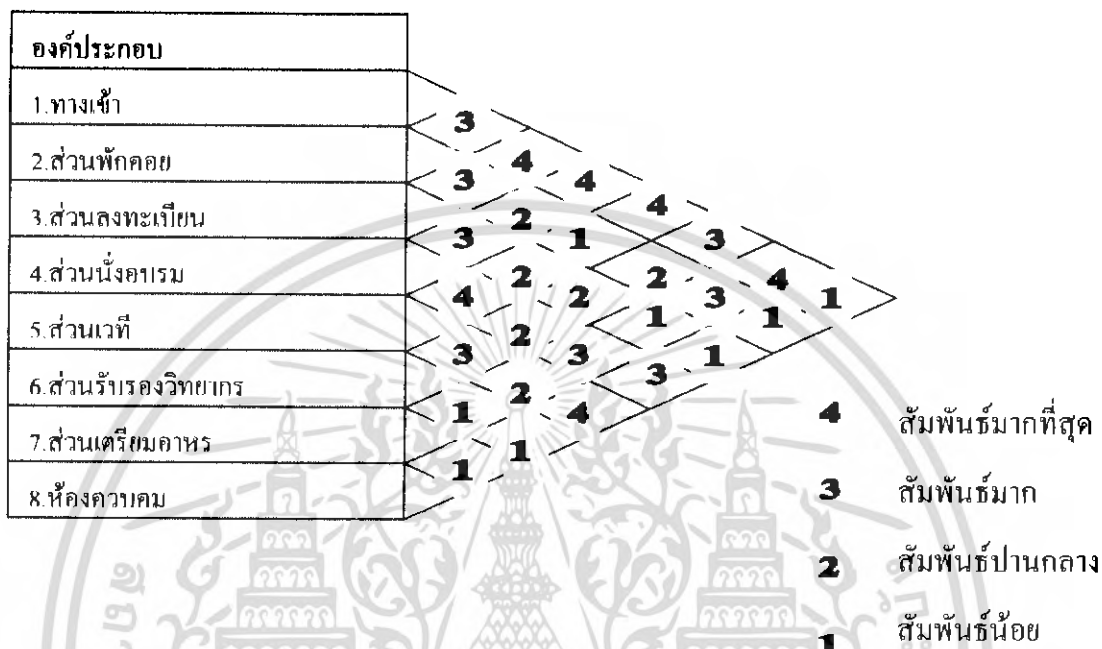 องค์ประกอบ
1.ทางเข้า
3
2.ส่วนพักคอย
3 4 4 4
3.ส่วนลงทะเบียน
3 2 1 3
4.ส่วนนั่งอบรม
4 2 2 2 3 4 1
5.ส่วนเวที
1 1
3 2 3 1
6.ส่วนรับรองวิทยากร
3
1 2 4
7.ส่วนเตรียมอาหร
1 1
8.ห้องควบคม
4 สัมพันธ์มากที่สุด
3 สัมพันธ์มาก
2 สัมพันธ์ปานกลาง
1 สัมพันธ์น้อย